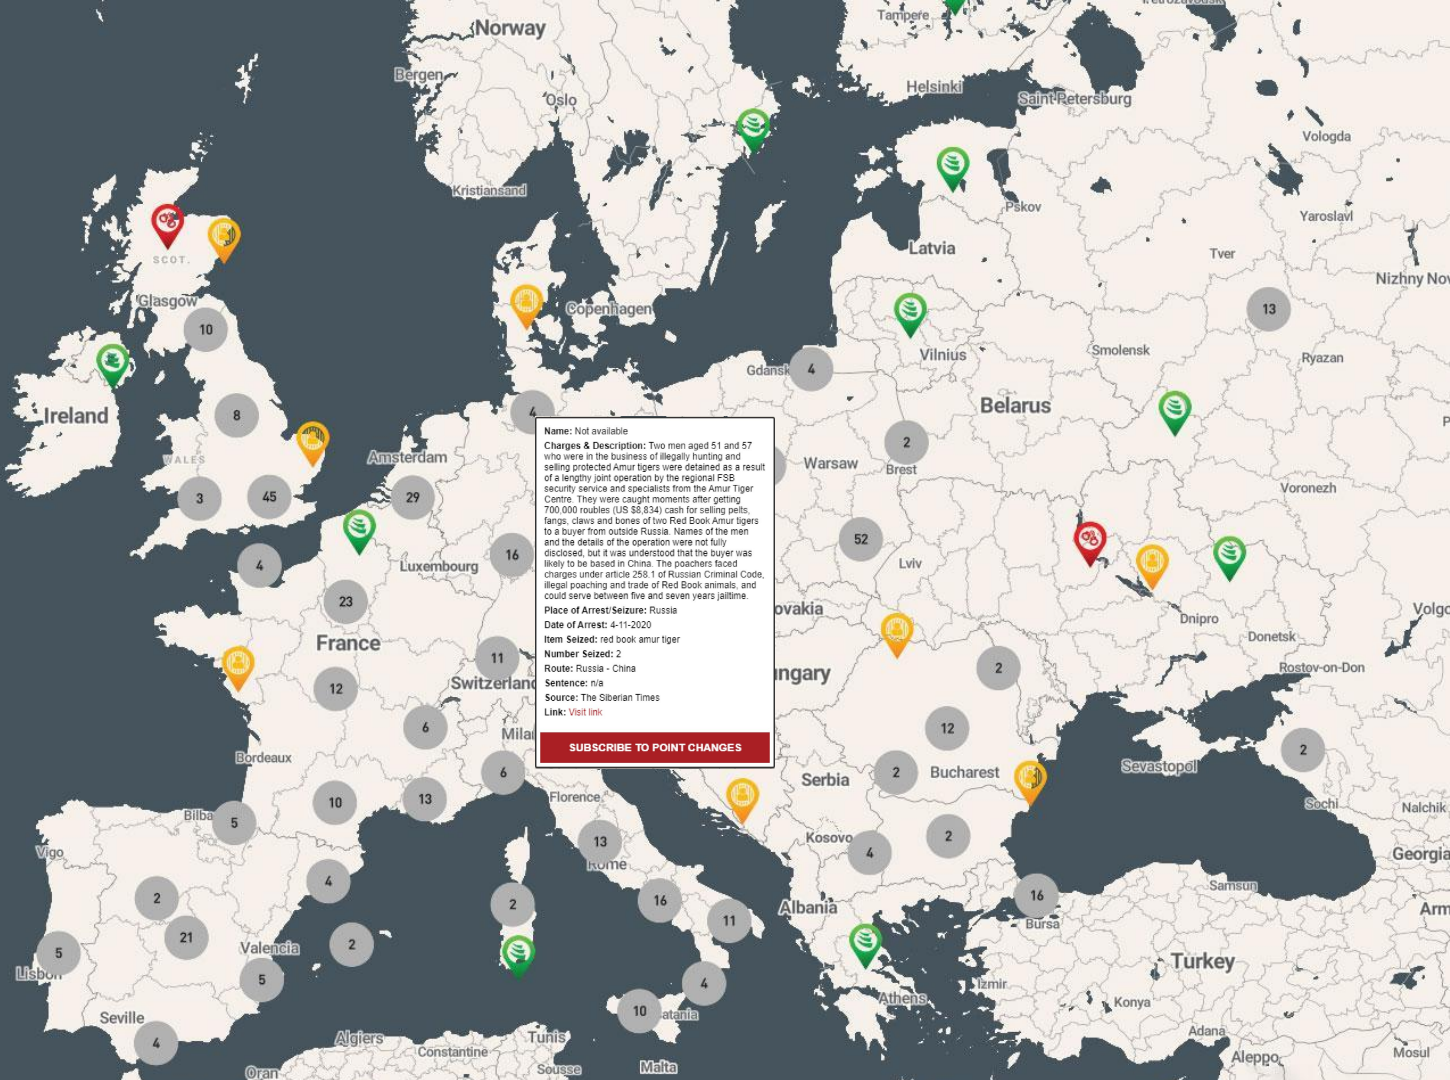 Tampere
Petrozavodsk
Norway
Bergen
Oslo
Helsinki
Saint Petersburg
Vologda
Kristiansand
Pskov
Yaroslavl
Latvia
Tver
SCOT.
Nizhny Nov
Glasgow
Copenhagen
13
10
Vilnius
Smolensk
Ryazan
Gdansk
4
Belarus
Ireland
8
4
2
WALES
Amsterdam
Warsaw
Brest
Voronezh
3
45
29
52
4
16
Luxembourg
Lviv
23
ovakia
Volgo
Dnipro
France
Donetsk
11
2
Rostov-on-Don
Switzerland
12
ngary
6
12
Milan
2
Bordeaux
6
2
Serbia
Bucharest
Sevastopol
Florence
10
13
Sochi
Nalchik
Bilba
5
Kosovo
2
13
4
Georgia
Vigo
Rome
4
Samsun
2
2
16
Albania
16
Arm
11
Bursa
21
2
Valencia
5
Turkey
Lisbon
5
4
Izmir
Athens
Konya
10
atania
Seville
4
Algiers
Tunis
Adana
Constantine
Aleppo
Mosul
Oran
Sousse
Malta
Name: Not available
Charges & Description: Two men aged 51 and 57
who were in the business of illegally hunting and
selling protected Amur tigers were detained as a result
of a lengthy joint operation by the regional FSB
security service and specialists from the Amur Tiger
Centre. They were caught moments after getting
700,000 roubles (US $8,834) cash for selling pelts,
fangs, claws and bones of two Red Book Amur tigers
to a buyer from outside Russia. Names of the men
and the details of the operation were not fully
disclosed, but it was understood that the buyer was
likely to be based in China. The poachers faced
charges under article 258.1 of Russian Criminal Code,
illegal poaching and trade of Red Book animals, and
could serve between five and seven years jailtime.
Place of Arrest/Seizure: Russia
Date of Arrest: 4-11-2020
Item Seized: red book amur tiger
Number Seized: 2
Route: Russia - China
Sentence: n/a
Source: The Siberian Times
Link: Visit link
SUBSCRIBE TO POINT CHANGES